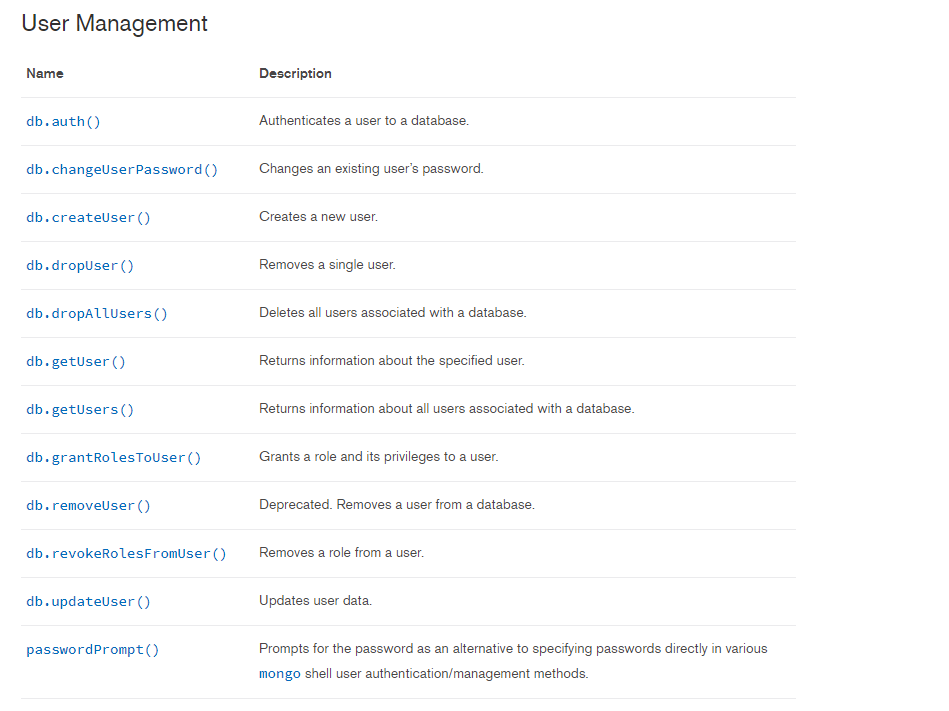 User Management
Name Description
db.auth() Authenticates a user to a database.
db.changeUserPassword() Changes an existing user’s password.
db.createUser() Creates a new user.
db.dropUser() Removes a single user.
db.dropAllUsers() Deletes all users associated with a database.
db.getUser() Returns information about the specified user.
db.getUsers() Returns information about all users associated with a database.
db.grantRolesToUser() Grants a role and its privileges to a user.
db.removeUser() Deprecated. Removes a user from a database.
db.revokeRolesFromUser() Removes a role from a user.
db.updateUser() Updates user data.
passwordPrompt() Prompts for the password as an alternative to specifying passwords directly in various
mongo shell user authentication/management methods.